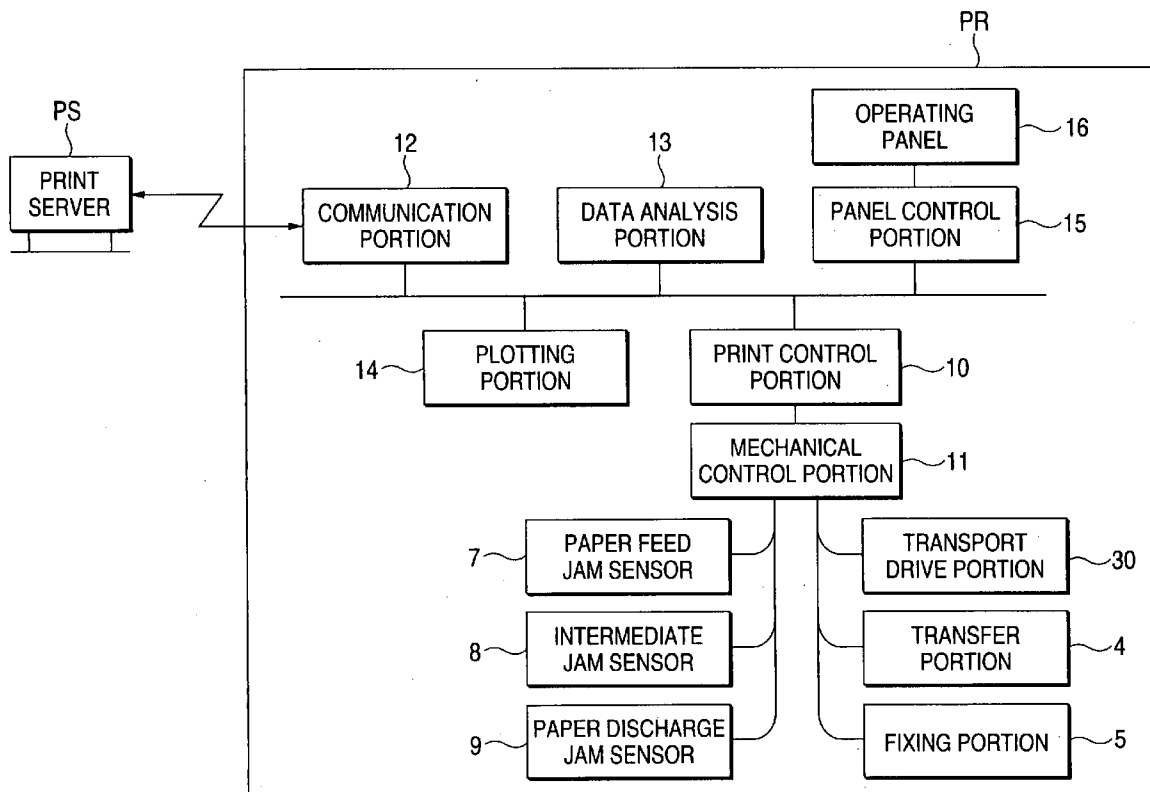 PR
PS
PRINT
SERVER
12
COMMUNICATION
PORTION
13
DATA ANALYSIS
PORTION
OPERATING
PANEL
16
PANEL CONTROL
PORTION
15
14
PLOTTING
PORTION
PRINT CONTROL
PORTION
10
MECHANICAL
CONTROL PORTION
11
7
PAPER FEED
JAM SENSOR
TRANSPORT
DRIVE PORTION
30
8
INTERMEDIATE
JAM SENSOR
TRANSFER
PORTION
4
9
PAPER DISCHARGE
JAM SENSOR
FIXING PORTION
5